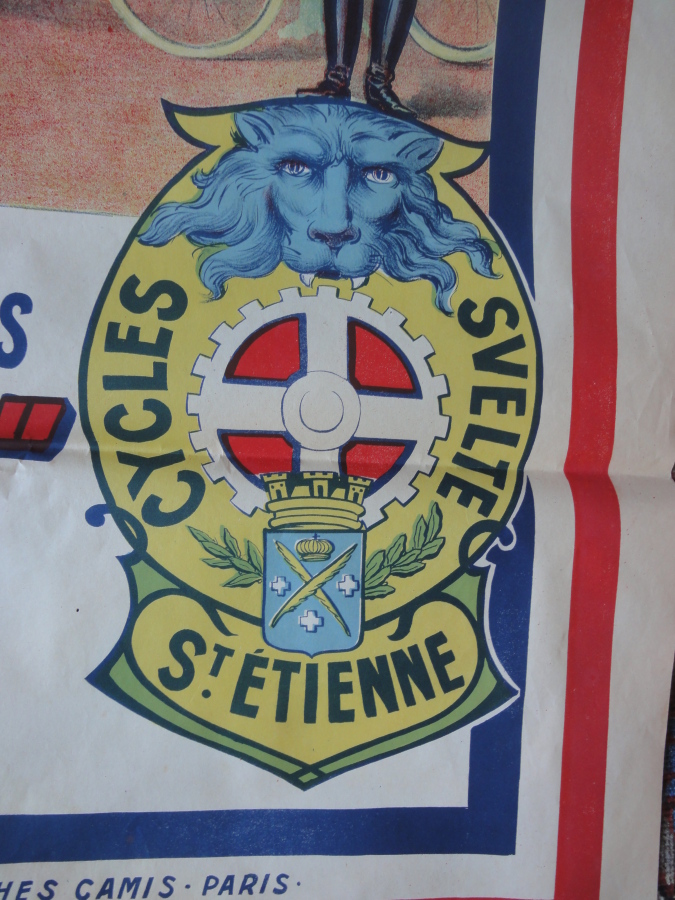 S
CYCLES SVELTE
ST. ÉTIENNE
HES CAMIS · PARIS ·